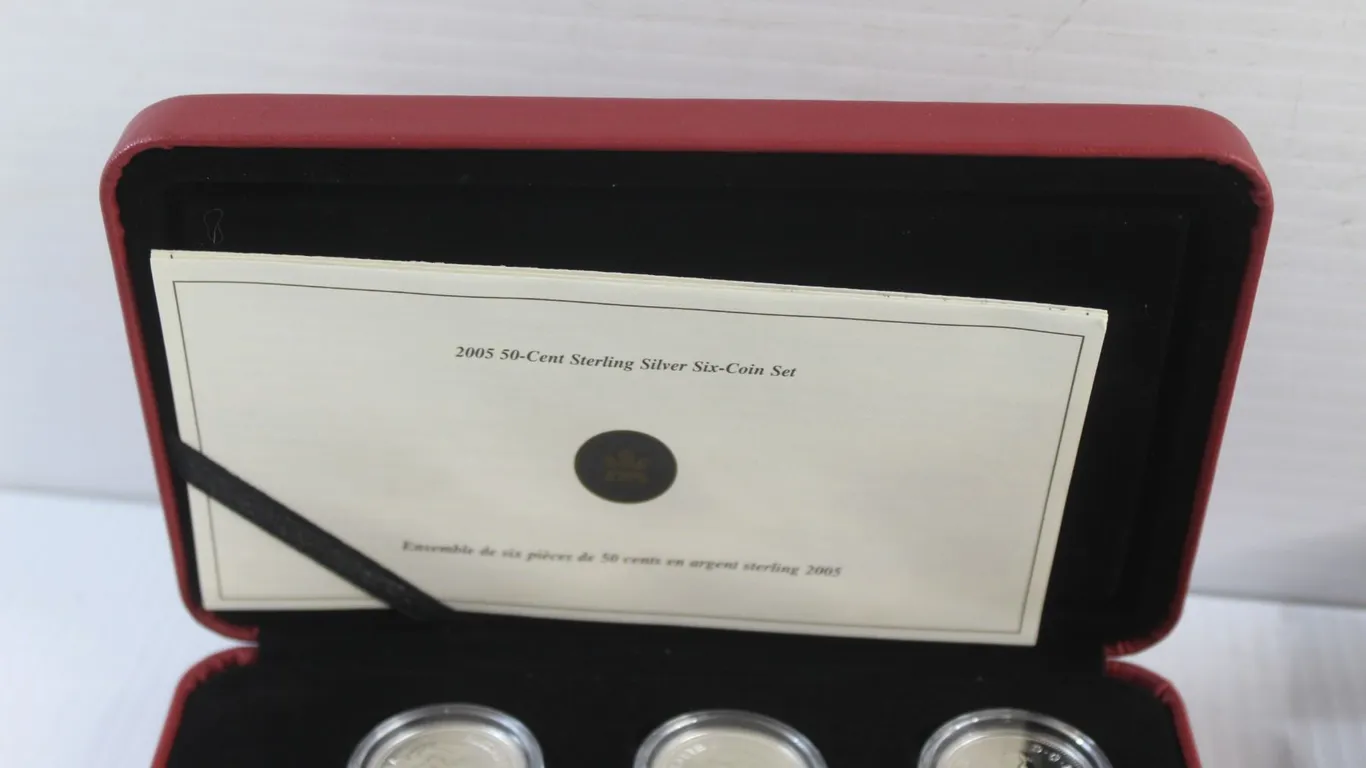 2005 50-Cent Sterling Silver Six-Coin Set
Ensemble de six pièces de 50 cents en argent sterling 2005